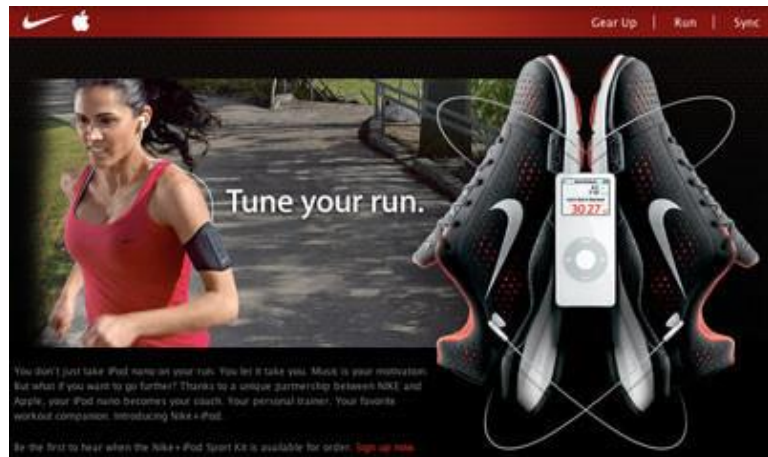 Gear Up | Run | Sync
Tune your run.
30:27
You don't just take iPod nano on your run. You let it take you. Music is your motivation.
But what if you want to go further? Thanks to a unique partnership between NIKE and
Apple, your iPod nano becomes your coach. Your personal trainer. Your favorite
workout companion. Introducing Nike+iPod.
Be the first to hear when the Nike+iPod Sport Kit is available for order. Sign up now